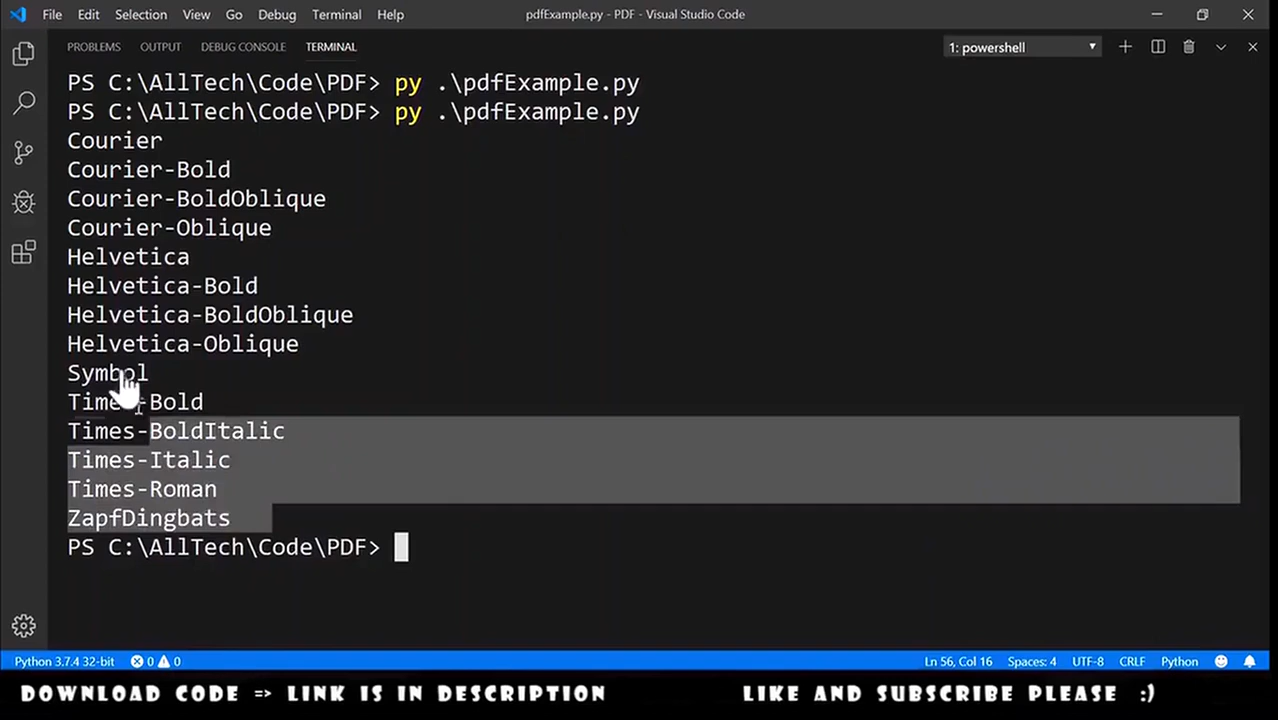 File Edit Selection View Go Debug Terminal Help pdfExample.py - PDF - Visual Studio Code
PROBLEMS OUTPUT DEBUG CONSOLE TERMINAL 1: powershell
PS C:\AllTech\Code\PDF> py .\pdfExample.py
PS C:\AllTech\Code\PDF> py .\pdfExample.py
Courier
Courier-Bold
Courier-BoldOblique
Courier-Oblique
Helvetica
Helvetica-Bold
Helvetica-BoldOblique
Helvetica-Oblique
Symbol
Times-Bold
Times-BoldItalic
Times-Italic
Times-Roman
ZapfDingbats
PS C:\AllTech\Code\PDF>
Python 3.7.4 32-bit 0 0 Ln 56, Col 16 Spaces: 4 UTF-8 CRLF Python
DOWNLOAD CODE => LINK IS IN DESCRIPTION LIKE AND SUBSCRIBE PLEASE :)